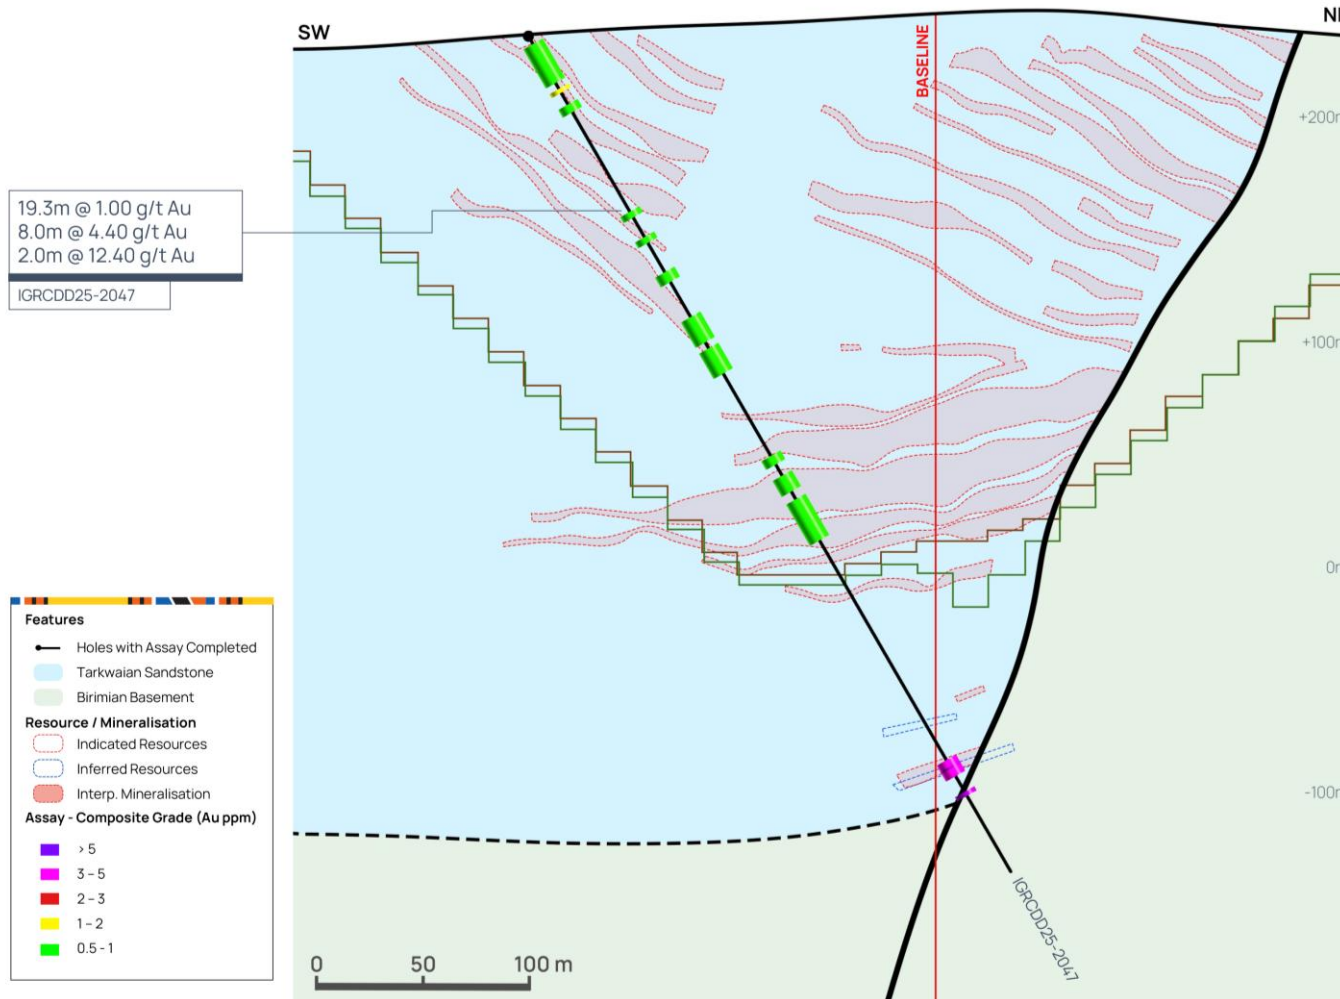 SW
NE
BASELINE
+200m
19.3m @ 1.00 g/t Au
8.0m @ 4.40 g/t Au
2.0m @ 12.40 g/t Au
IGRCDD25-2047
+100m
0m
Features
Holes with Assay Completed
Tarkwaian Sandstone
Birimian Basement
Resource / Mineralisation
Indicated Resources
Inferred Resources
Interp. Mineralisation
Assay - Composite Grade (Au ppm)
> 5
3 – 5
2 – 3
1 – 2
0.5 - 1
-100m
IGRCDD25-2047
0 50 100 m